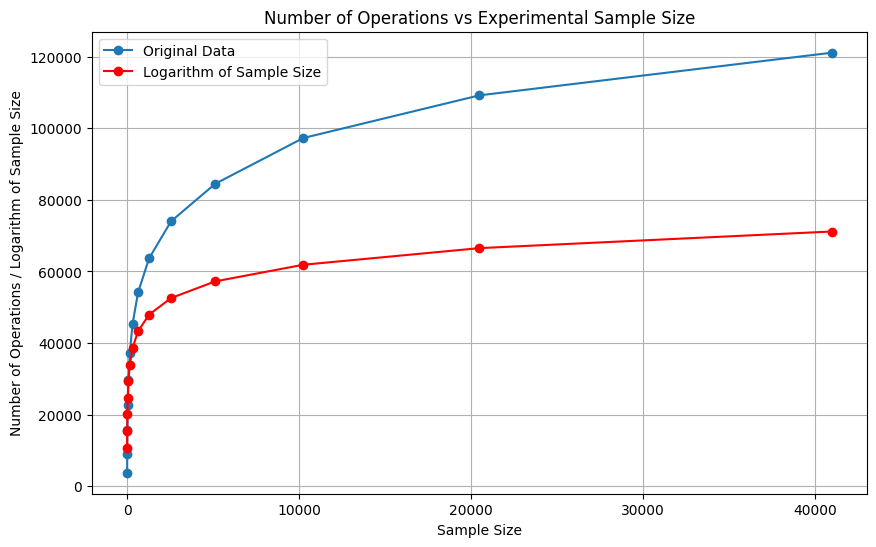 Number of Operations vs Experimental Sample Size
Original Data
Logarithm of Sample Size
Number of Operations / Logarithm of Sample Size
120000
100000
80000
60000
40000
20000
0
0 10000 20000 30000 40000
Sample Size